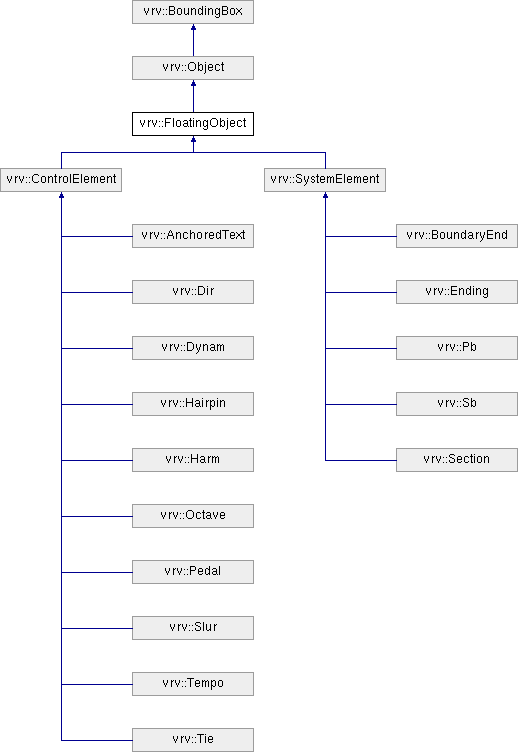 vrv::BoundingBox
vrv::Object
vrv::FloatingObject
vrv::ControlElement
vrv::SystemElement
vrv::AnchoredText
vrv::BoundaryEnd
vrv::Dir
vrv::Ending
vrv::Dynam
vrv::Pb
vrv::Hairpin
vrv::Sb
vrv::Harm
vrv::Section
vrv::Octave
vrv::Pedal
vrv::Slur
vrv::Tempo
vrv::Tie